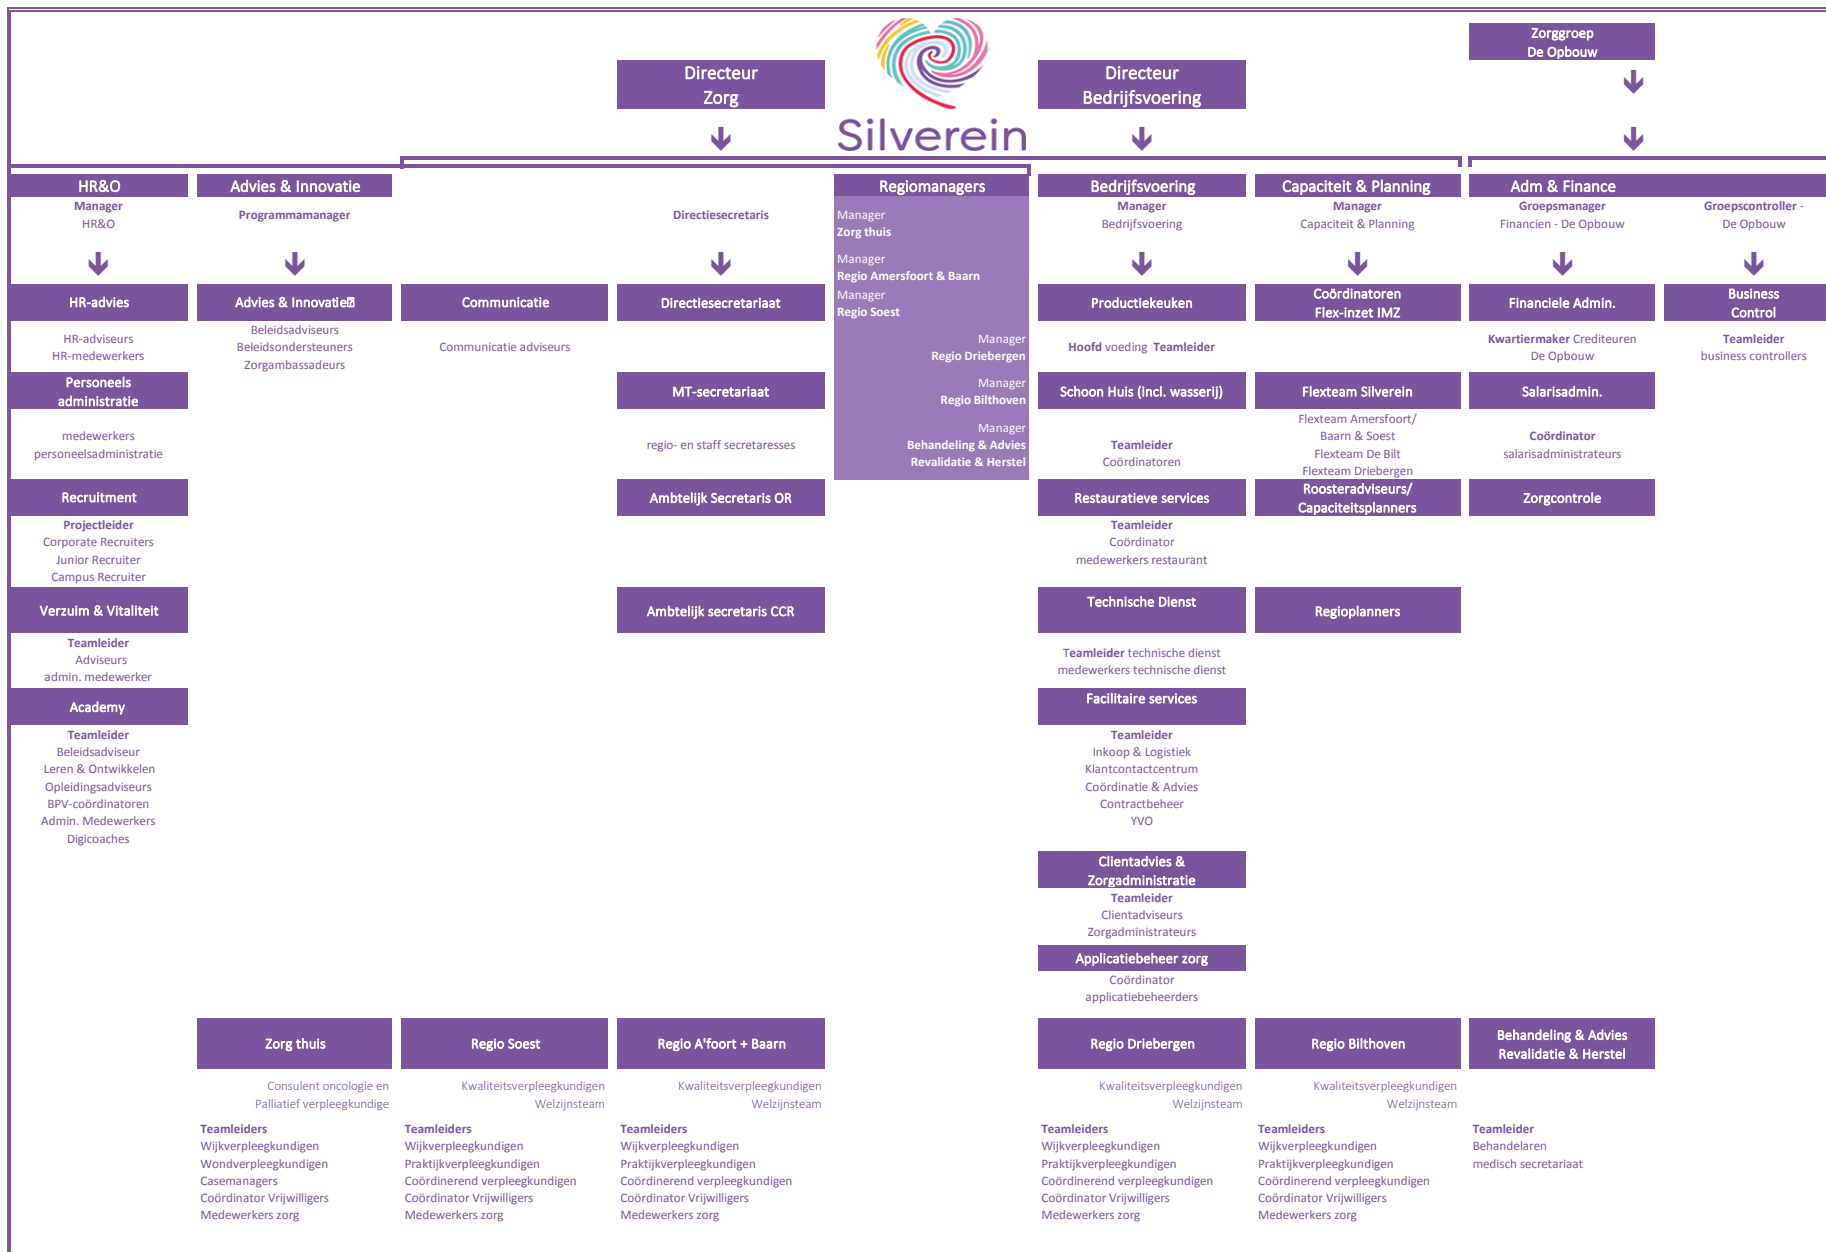 Zorggroep
De Opbouw
Directeur
Zorg
Directeur
Bedrijfsvoering
Silverein
HR&O
Manager
HR&O
Advies & Innovatie
Programmamanager
Directiesecretaris
Regiomanagers
Manager
Zorg thuis
Manager
Regio Amersfoort & Baarn
Manager
Regio Soest
Manager
Regio Driebergen
Manager
Regio Bilthoven
Manager
Behandeling & Advies
Revalidatie & Herstel
Bedrijfsvoering
Manager
Bedrijfsvoering
Capaciteit & Planning
Manager
Capaciteit & Planning
Adm & Finance
Groepsmanager
Financien - De Opbouw
Groepscontroller -
De Opbouw
HR-advies
HR-adviseurs
HR-medewerkers
Personeels
administratie
medewerkers
personeelsadministratie
Recruitment
Projectleider
Corporate Recruiters
Junior Recruiter
Campus Recruiter
Verzuim & Vitaliteit
Teamleider
Adviseurs
admin. medewerker
Academy
Teamleider
Beleidsadviseur
Leren & Ontwikkelen
Opleidingsadviseurs
BPV-coördinatoren
Admin. Medewerkers
Digicoaches
Advies & Innovatie
Beleidsadviseurs
Beleidsondersteuners
Zorgambassadeurs
Communicatie
Communicatie adviseurs
Directiesecretariaat
MT-secretariaat
regio- en staff secretaresses
Ambtelijk Secretaris OR
Ambtelijk secretaris CCR
Productiekeuken
Hoofd voeding Teamleider
Schoon Huis (incl. wasserij)
Teamleider
Coördinatoren
Restauratieve services
Teamleider
Coördinator
medewerkers restaurant
Technische Dienst
Teamleider technische dienst
medewerkers technische dienst
Facilitaire services
Teamleider
Inkoop & Logistiek
Klantcontactcentrum
Coördinatie & Advies
Contractbeheer
YVO
Clientadvies &
Zorgadministratie
Teamleider
Clientadviseurs
Zorgadministrateurs
Applicatiebeheer zorg
Coördinator
applicatiebeheerders
Coördinatoren
Flex-inzet IMZ
Flexteam Silverein
Flexteam Amersfoort/
Baarn & Soest
Flexteam De Bilt
Flexteam Driebergen
Roosteradviseurs/
Capaciteitsplanners
Regioplanners
Financiele Admin.
Kwartiermaker Crediteuren
De Opbouw
Salarisadmin.
Coördinator
salarisadministrateurs
Zorgcontrole
Business
Control
Teamleider
business controllers
Zorg thuis
Consulent oncologie en
Palliatief verpleegkundige
Teamleiders
Wijkverpleegkundigen
Wondverpleegkundigen
Casemanagers
Coördinator Vrijwilligers
Medewerkers zorg
Regio Soest
Kwaliteitsverpleegkundigen
Welzijnsteam
Teamleiders
Wijkverpleegkundigen
Praktijkverpleegkundigen
Coördinerend verpleegkundigen
Coördinator Vrijwilligers
Medewerkers zorg
Regio A'foort + Baarn
Kwaliteitsverpleegkundigen
Welzijnsteam
Teamleiders
Wijkverpleegkundigen
Praktijkverpleegkundigen
Coördinerend verpleegkundigen
Coördinator Vrijwilligers
Medewerkers zorg
Regio Driebergen
Kwaliteitsverpleegkundigen
Welzijnsteam
Teamleiders
Wijkverpleegkundigen
Praktijkverpleegkundigen
Coördinerend verpleegkundigen
Coördinator Vrijwilligers
Medewerkers zorg
Regio Bilthoven
Kwaliteitsverpleegkundigen
Welzijnsteam
Teamleiders
Wijkverpleegkundigen
Praktijkverpleegkundigen
Coördinerend verpleegkundigen
Coördinator Vrijwilligers
Medewerkers zorg
Behandeling & Advies
Revalidatie & Herstel
Teamleider
Behandelaren
medisch secretariaat